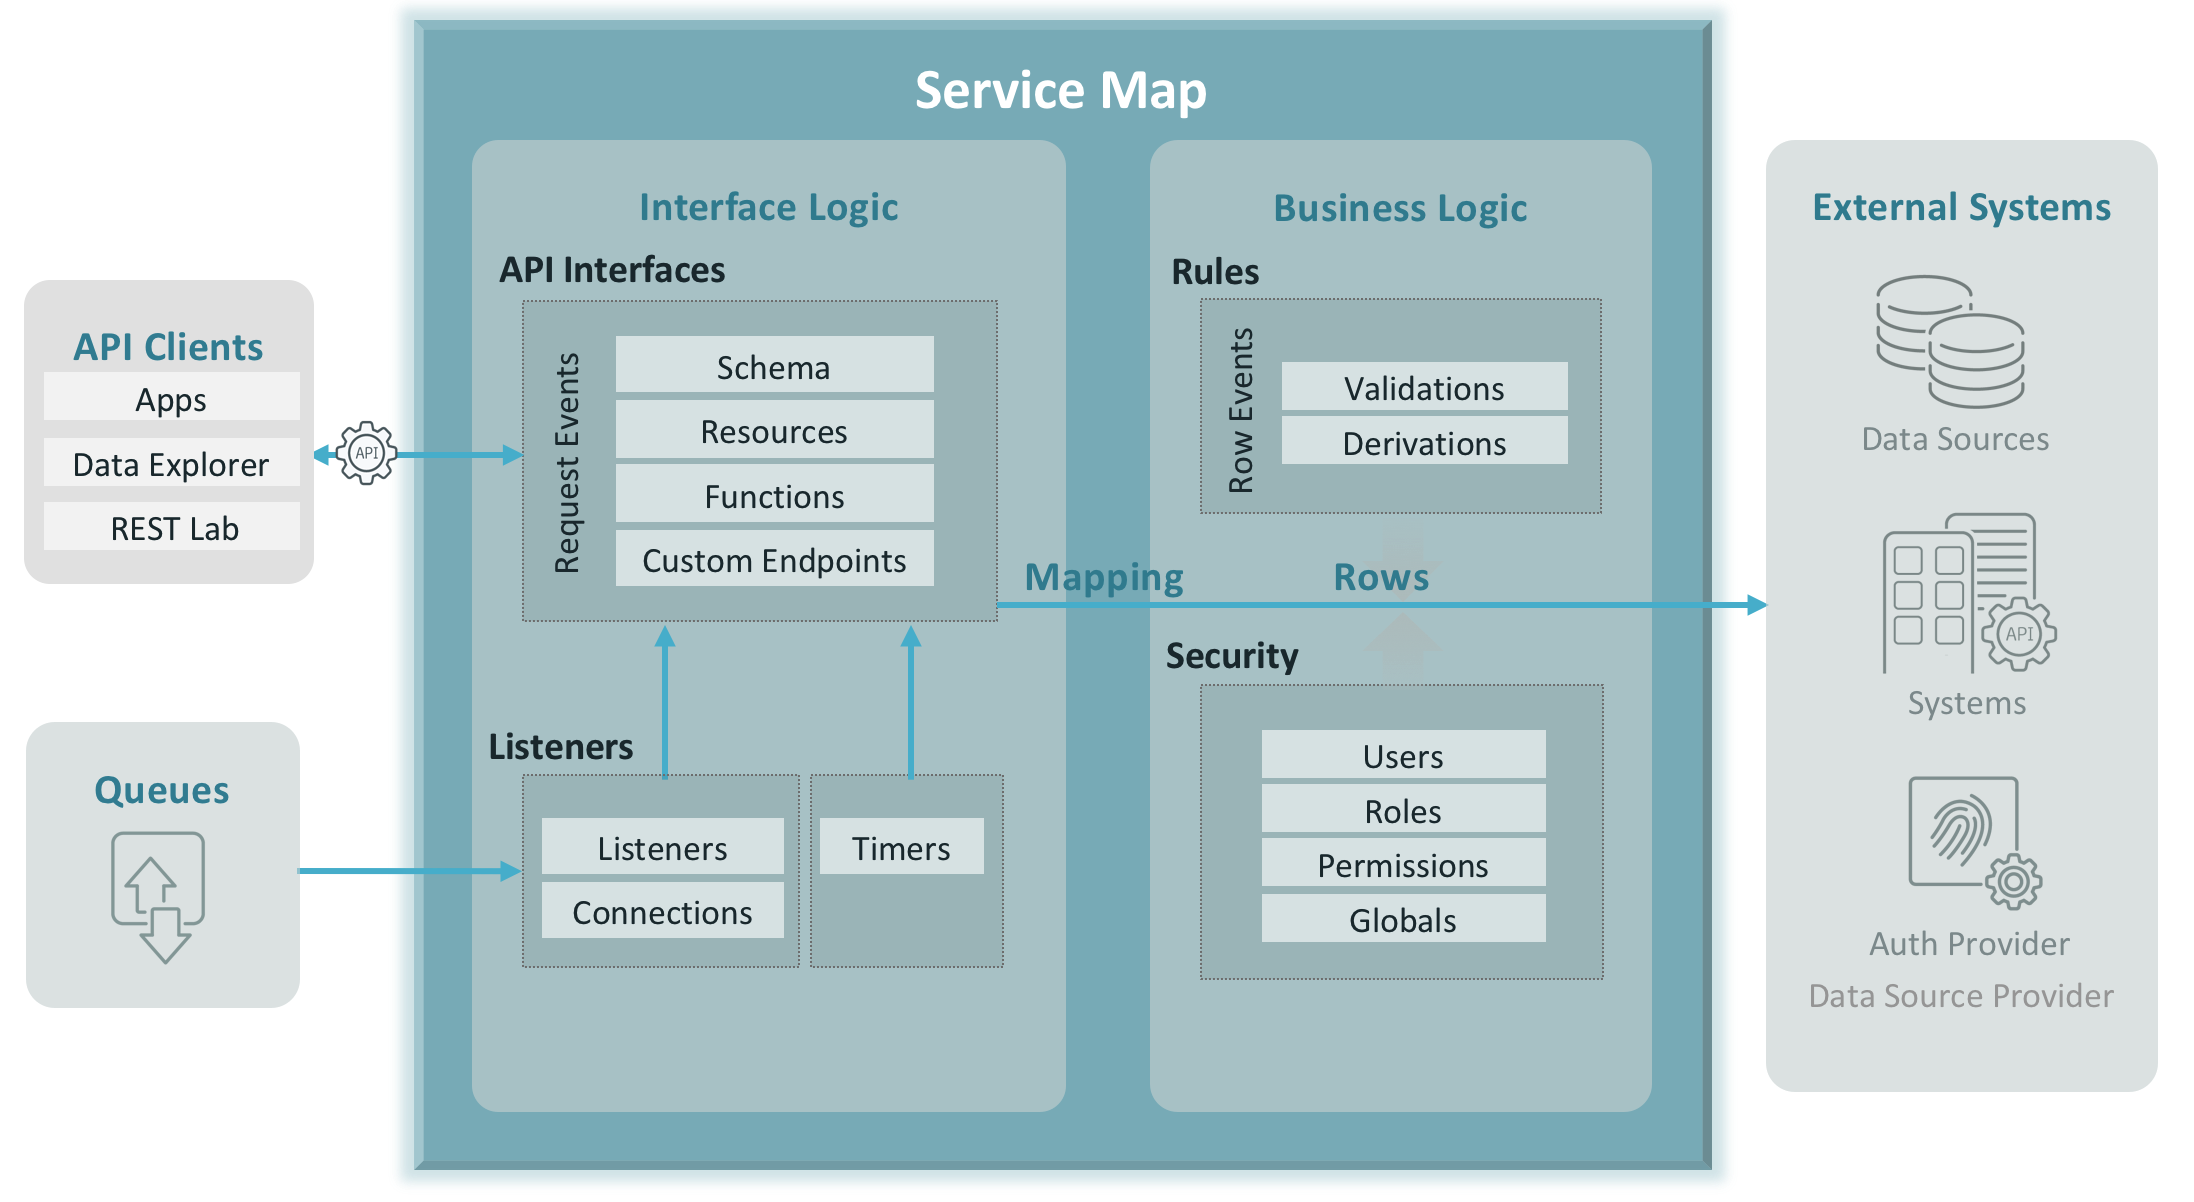 Service Map
API Clients
Apps
Data Explorer
REST Lab
API
Queues
Interface Logic
API Interfaces
Request Events
Schema
Resources
Functions
Custom Endpoints
Listeners
Listeners
Connections
Timers
Mapping
Business Logic
Rules
Row Events
Validations
Derivations
Rows
Security
Users
Roles
Permissions
Globals
External Systems
Data Sources
API
Systems
Auth Provider
Data Source Provider